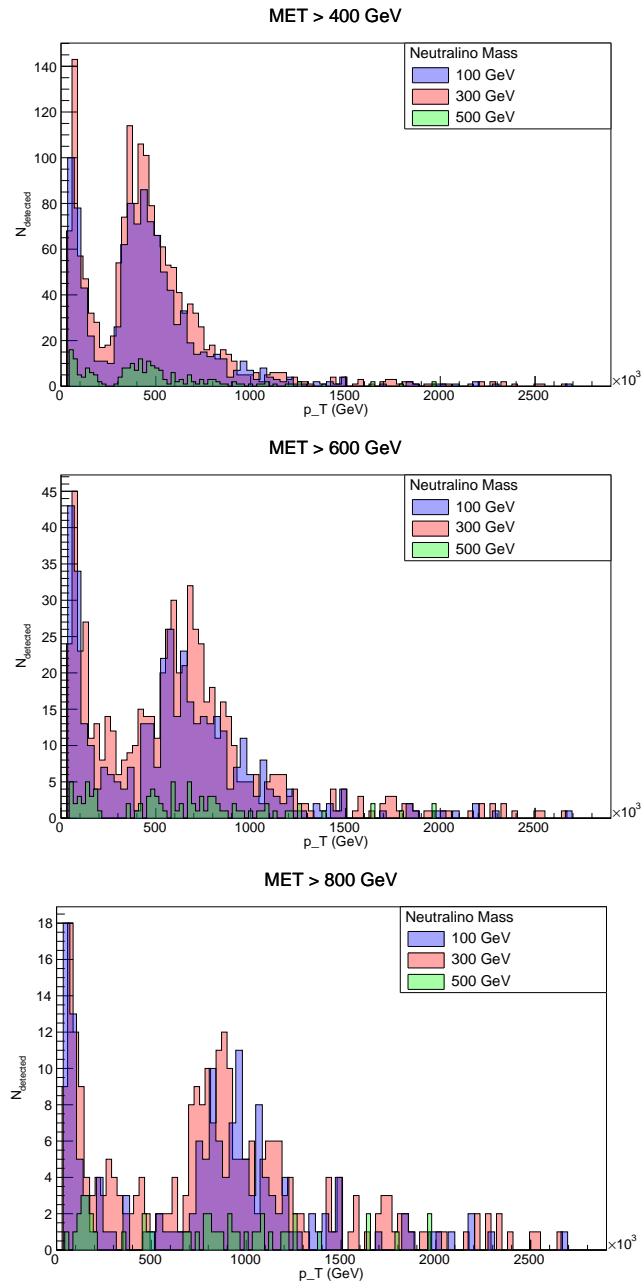 MET > 400 GeV
Neutralino Mass
100 GeV
300 GeV
500 GeV
140
120
100
80
60
40
20
0
N_detected
0 500 1000 1500 2000 2500
×10³
p_T (GeV)
MET > 600 GeV
Neutralino Mass
100 GeV
300 GeV
500 GeV
45
40
35
30
25
20
15
10
5
0
N_detected
0 500 1000 1500 2000 2500
×10³
p_T (GeV)
MET > 800 GeV
Neutralino Mass
100 GeV
300 GeV
500 GeV
18
16
14
12
10
8
6
4
2
0
N_detected
0 500 1000 1500 2000 2500
×10³
p_T (GeV)